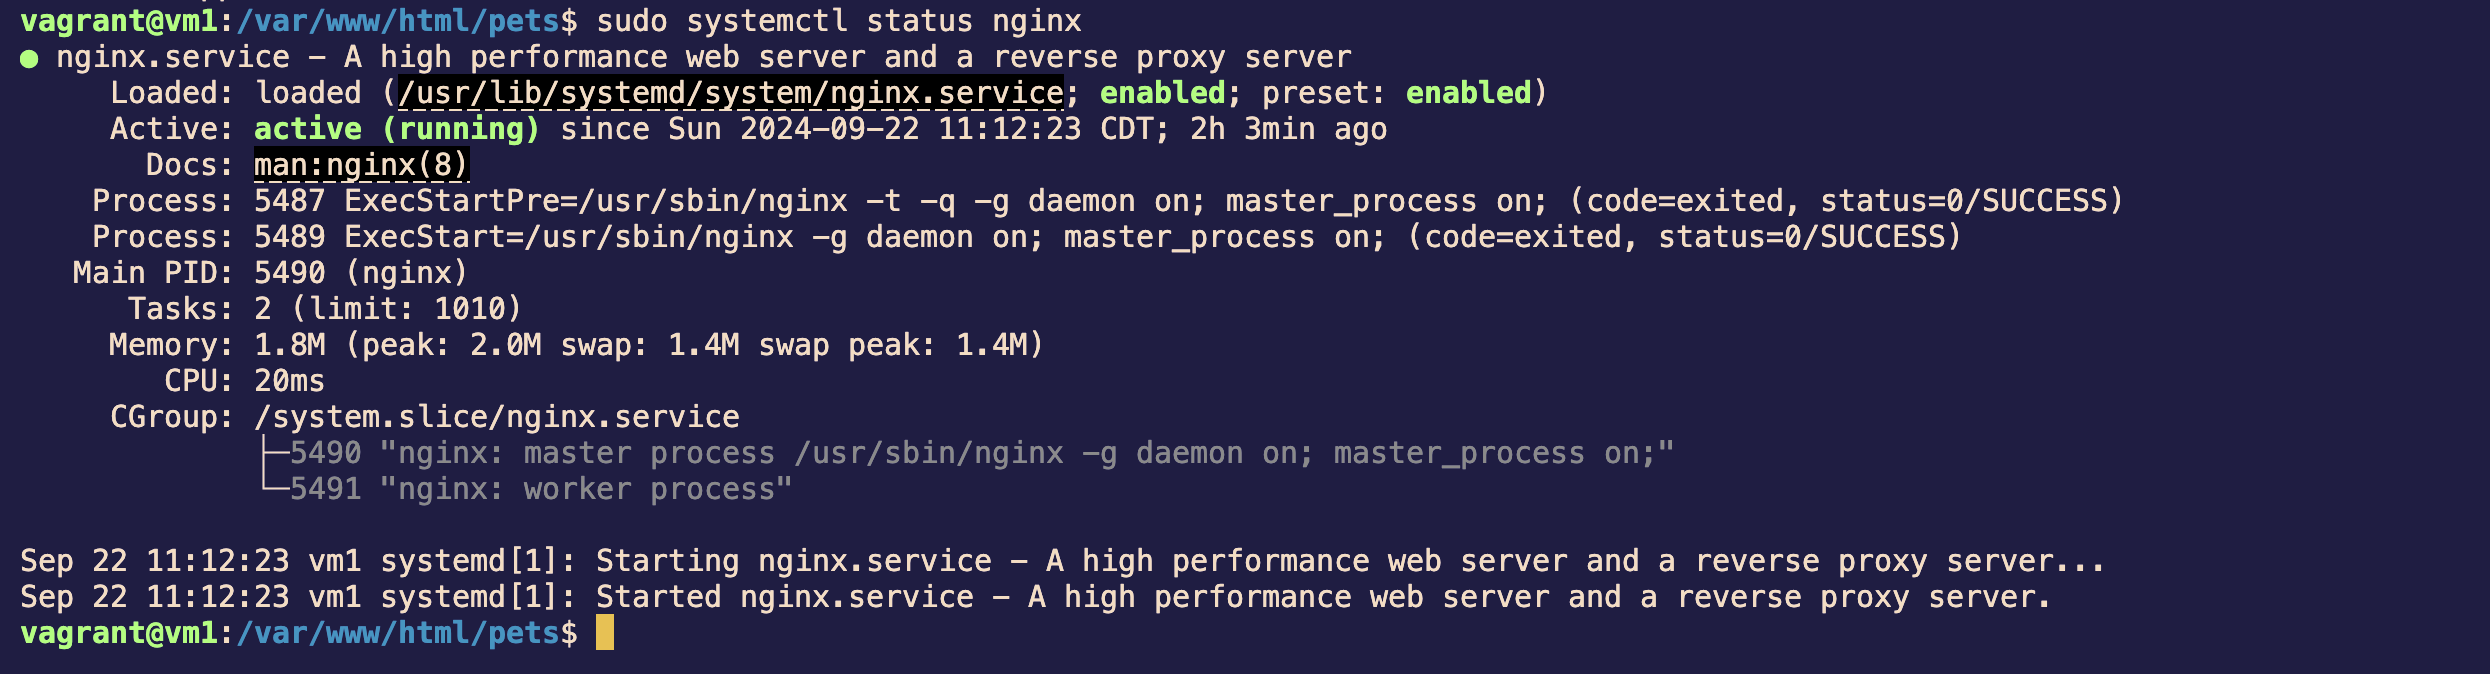 vagrant@vm1:/var/www/html/pets$ sudo systemctl status nginx
● nginx.service – A high performance web server and a reverse proxy server
     Loaded: loaded (/usr/lib/systemd/system/nginx.service; enabled; preset: enabled)
     Active: active (running) since Sun 2024-09-22 11:12:23 CDT; 2h 3min ago
       Docs: man:nginx(8)
    Process: 5487 ExecStartPre=/usr/sbin/nginx -t -q -g daemon on; master_process on; (code=exited, status=0/SUCCESS)
    Process: 5489 ExecStart=/usr/sbin/nginx -g daemon on; master_process on; (code=exited, status=0/SUCCESS)
   Main PID: 5490 (nginx)
      Tasks: 2 (limit: 1010)
     Memory: 1.8M (peak: 2.0M swap: 1.4M swap peak: 1.4M)
        CPU: 20ms
     CGroup: /system.slice/nginx.service
             ├─5490 "nginx: master process /usr/sbin/nginx -g daemon on; master_process on;"
             └─5491 "nginx: worker process"

Sep 22 11:12:23 vm1 systemd[1]: Starting nginx.service – A high performance web server and a reverse proxy server...
Sep 22 11:12:23 vm1 systemd[1]: Started nginx.service – A high performance web server and a reverse proxy server.
vagrant@vm1:/var/www/html/pets$